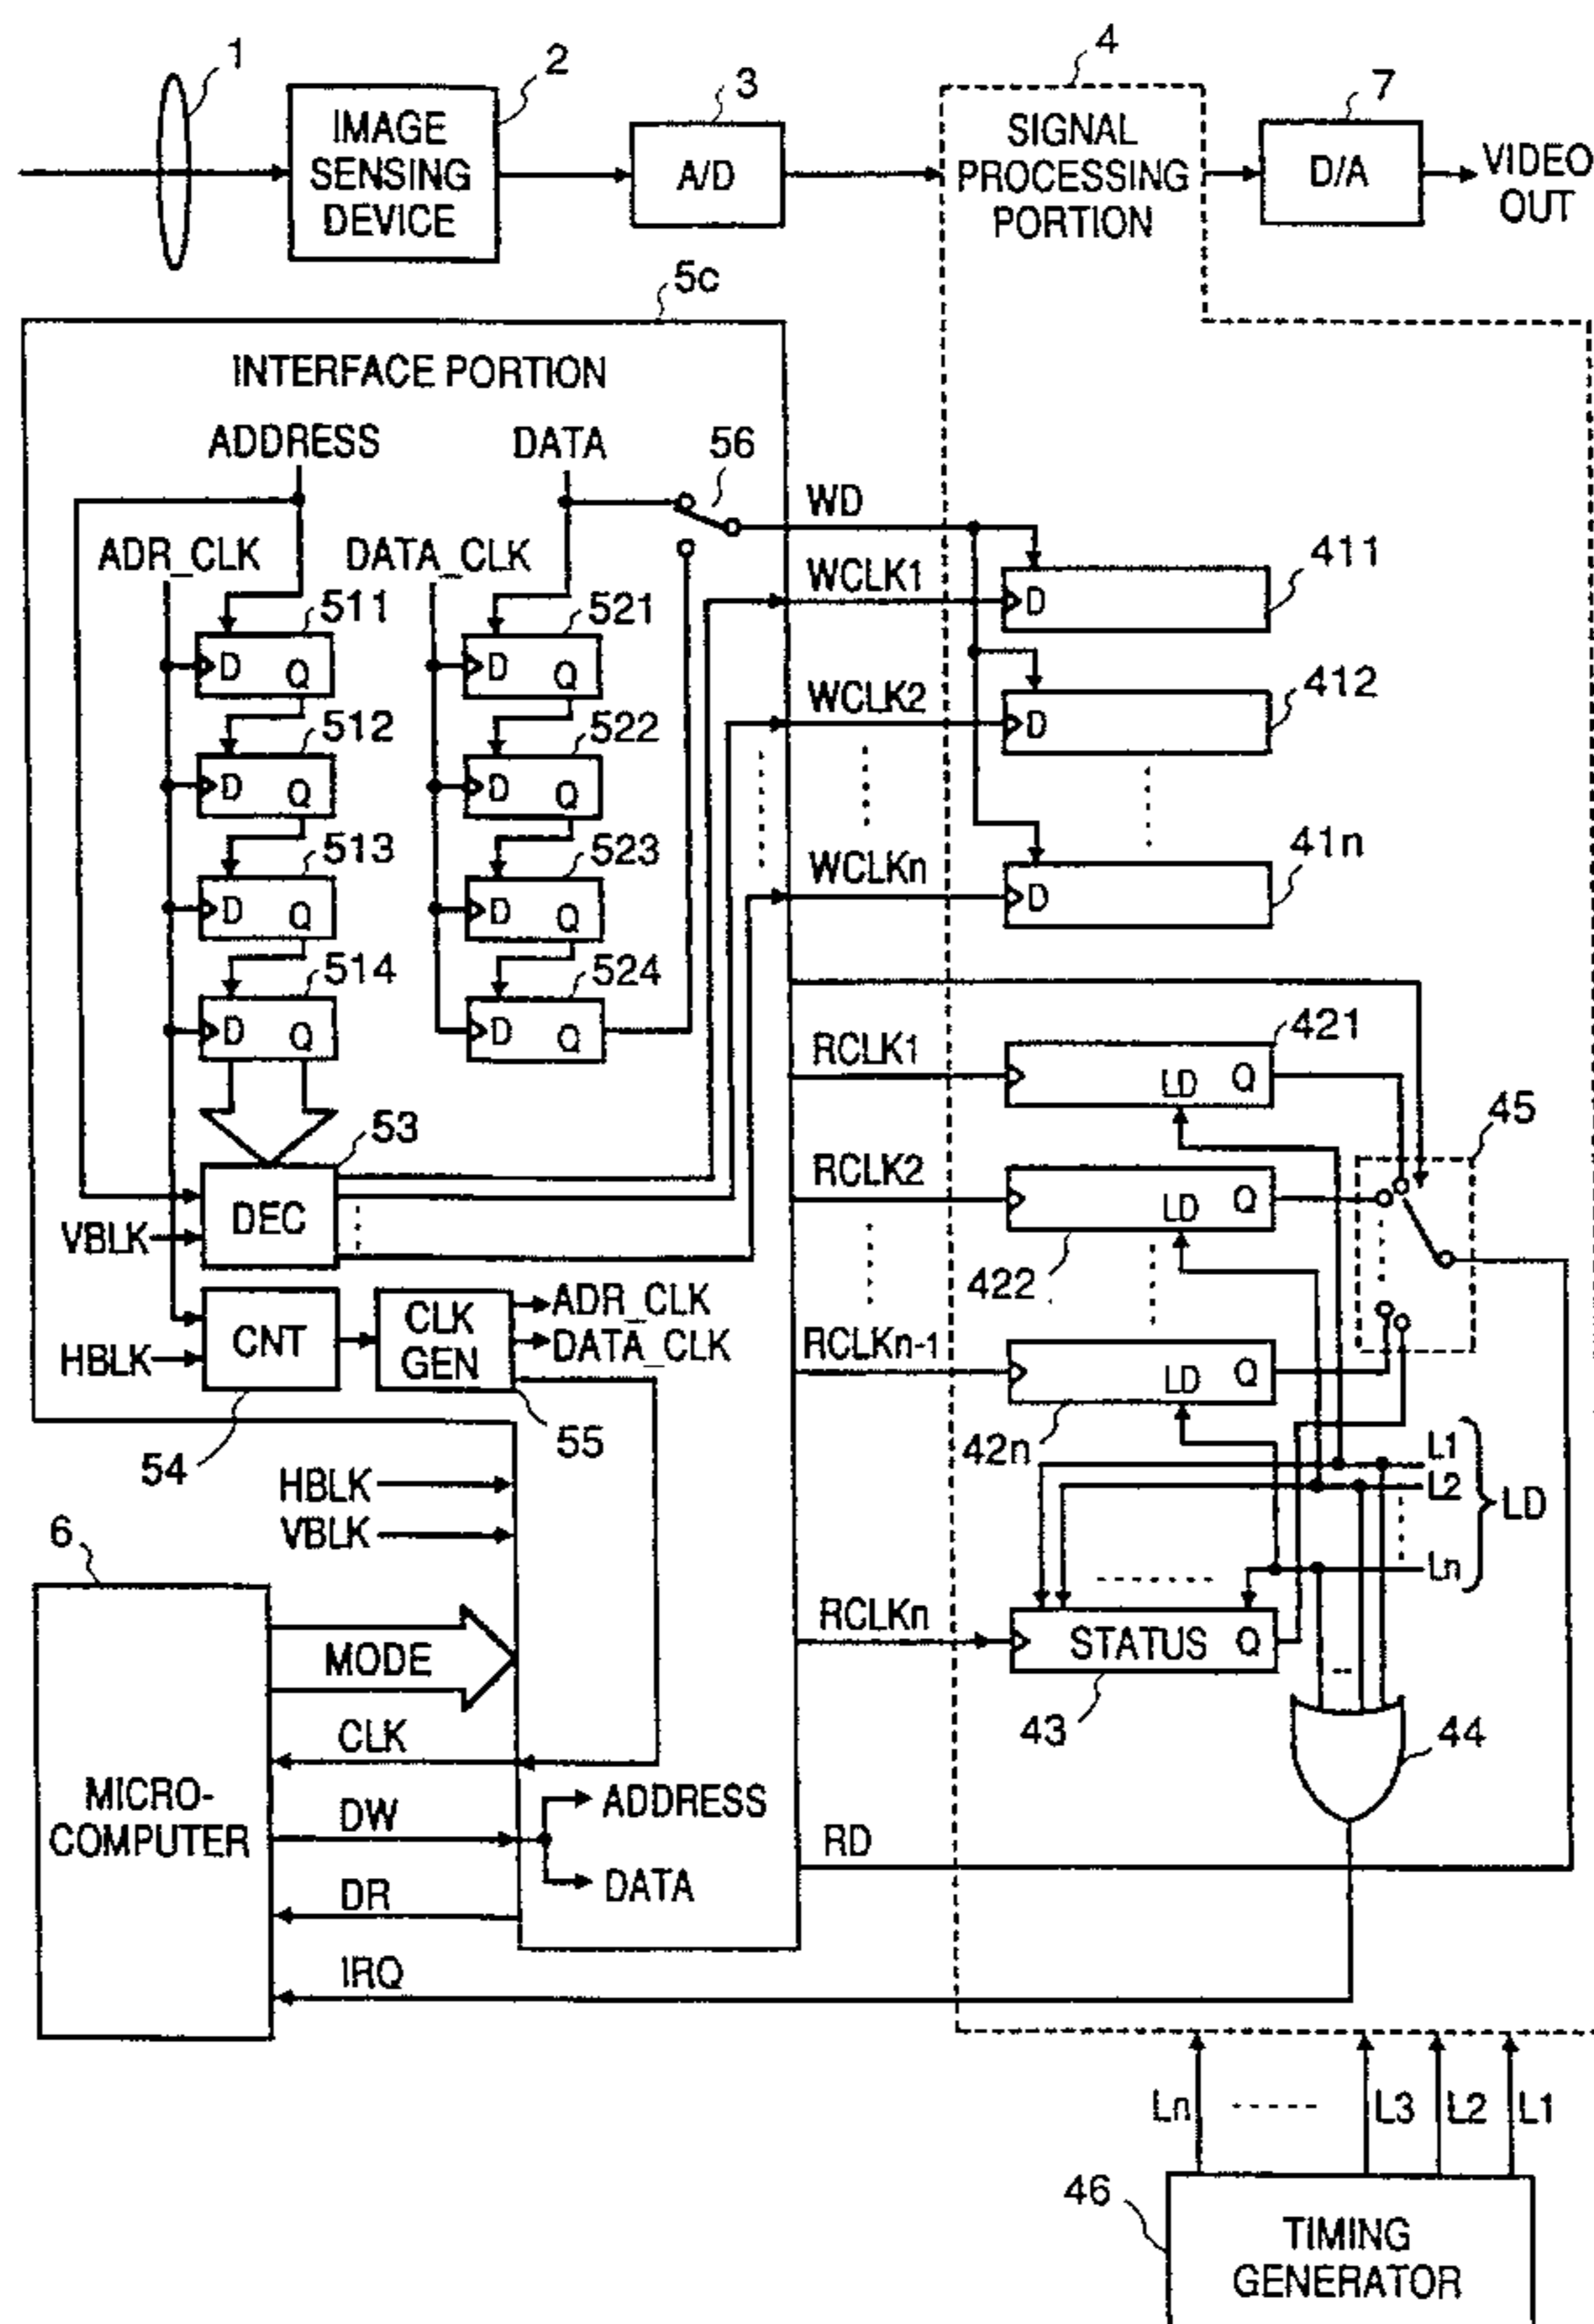 1
2
3
4
7
IMAGE
SENSING
DEVICE
A/D
SIGNAL
PROCESSING
PORTION
D/A
VIDEO
OUT
5c
INTERFACE PORTION
ADDRESS
DATA
56
WD
ADR_CLK
DATA_CLK
WCLK1
411
D
511
521
D Q
D Q
WCLK2
412
D
512
522
D Q
D Q
513
523
WCLKn
41n
D
D Q
D Q
514
524
D Q
D Q
RCLK1
421
LD Q
53
45
RCLK2
LD Q
DEC
VBLK
422
ADR_CLK
CLK
GEN
CNT
DATA_CLK
HBLK
RCLKn-1
LD Q
54
55
42n
L1
L2
LD
Ln
HBLK
VBLK
6
RCLKn
STATUS Q
MODE
43
44
CLK
MICRO-
COMPUTER
DW
ADDRESS
DATA
RD
DR
IRQ
Ln
L3
L2
L1
46
TIMING
GENERATOR